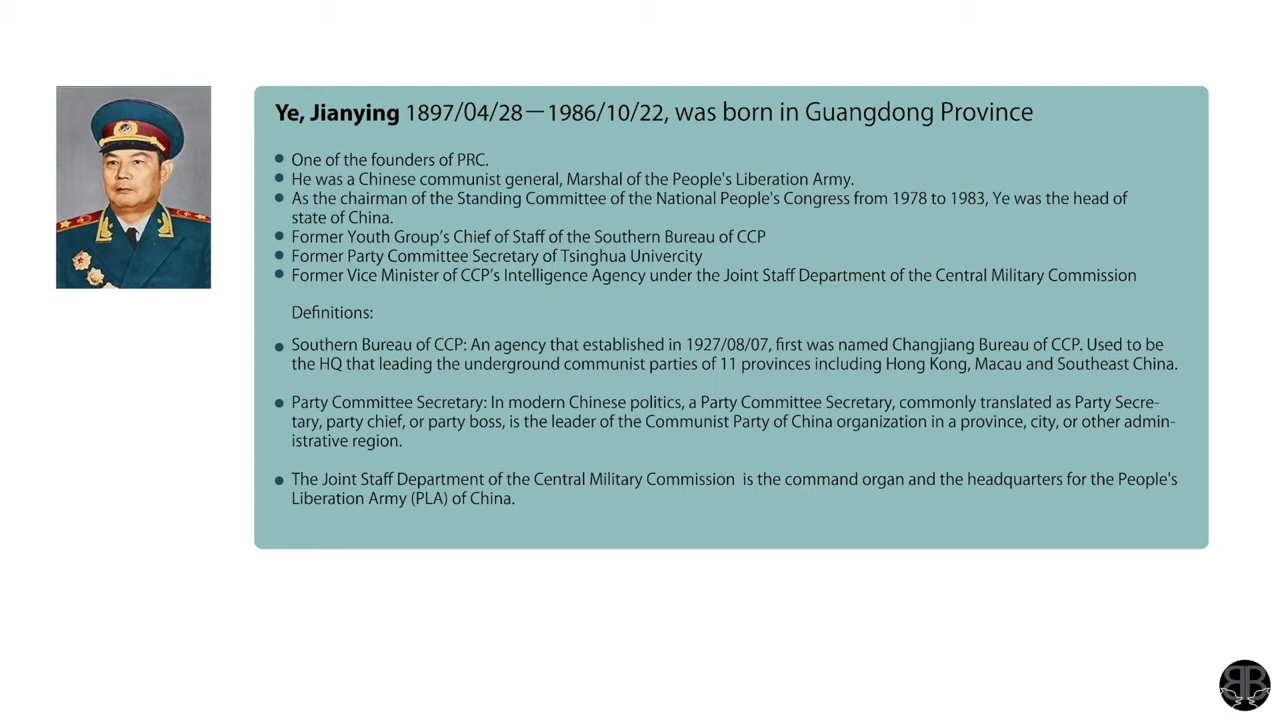 Ye, Jianying 1897/04/28—1986/10/22, was born in Guangdong Province
One of the founders of PRC.
He was a Chinese communist general, Marshal of the People's Liberation Army.
As the chairman of the Standing Committee of the National People's Congress from 1978 to 1983, Ye was the head of
state of China.
Former Youth Group's Chief of Staff of the Southern Bureau of CCP
Former Party Committee Secretary of Tsinghua Univercity
Former Vice Minister of CCP's Intelligence Agency under the Joint Staff Department of the Central Military Commission
Definitions:
Southern Bureau of CCP: An agency that established in 1927/08/07, first was named Changjiang Bureau of CCP. Used to be
the HQ that leading the underground communist parties of 11 provinces including Hong Kong, Macau and Southeast China.
Party Committee Secretary: In modern Chinese politics, a Party Committee Secretary, commonly translated as Party Secre-
tary, party chief, or party boss, is the leader of the Communist Party of China organization in a province, city, or other admin-
istrative region.
The Joint Staff Department of the Central Military Commission  is the command organ and the headquarters for the People's
Liberation Army (PLA) of China.